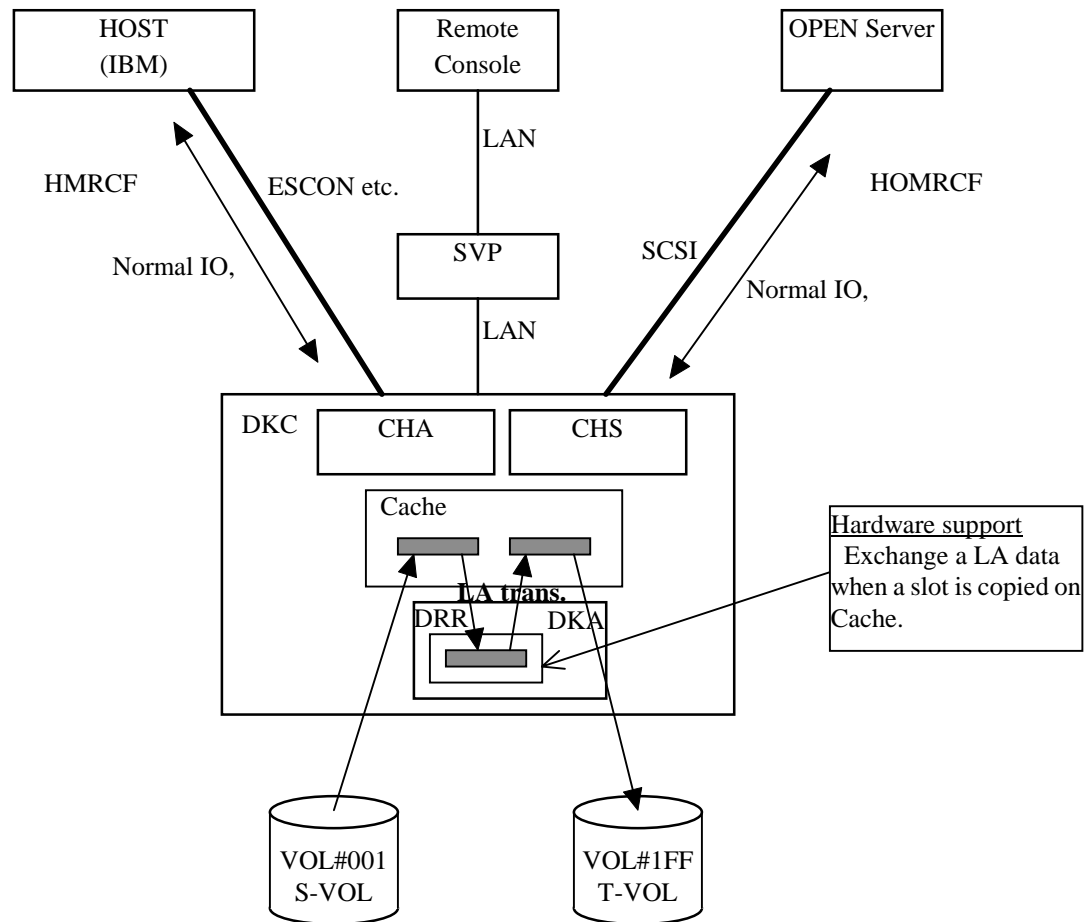 HOST
(IBM)
Remote
Console
OPEN Server
LAN
HMRCF
ESCON etc.
HOMRCF
SVP
SCSI
Normal IO,
Normal IO,
LAN
DKC
CHA
CHS
Cache
Hardware support
Exchange a LA data
when a slot is copied on
Cache.
LA trans.
DRR
DKA
VOL#001
S-VOL
VOL#1FF
T-VOL